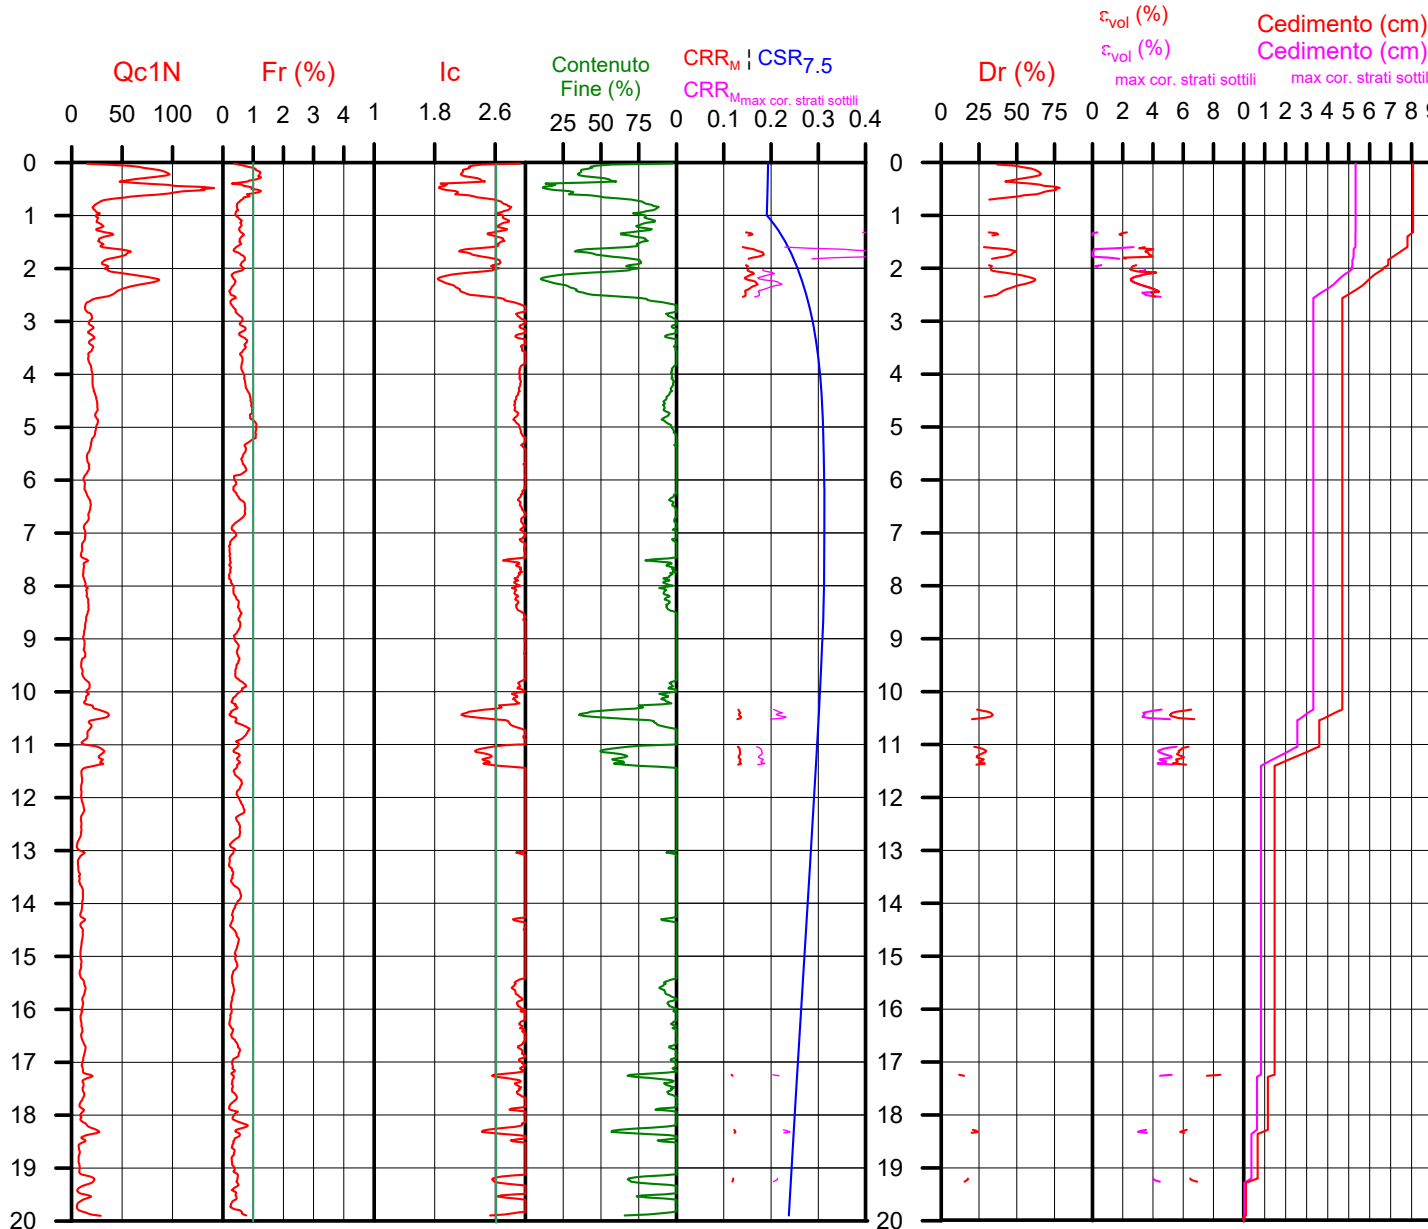 εvol (%)
Cedimento (cm)
εvol (%)
Cedimento (cm)
max cor. strati sottili
max cor. strati sottili
Qc1N
Fr (%)
Ic
Contenuto
Fine (%)
CRRM ¦ CSR7.5
CRRMmax cor. strati sottili
Dr (%)
0 50 100
0 1 2 3 4
1 1.8 2.6
25 50 75
0 0.1 0.2 0.3 0.4
0 25 50 75
0 2 4 6 8
0 1 2 3 4 5 6 7 8 9
0 0
1 1
2 2
3 3
4 4
5 5
6 6
7 7
8 8
9 9
10 10
11 11
12 12
13 13
14 14
15 15
16 16
17 17
18 18
19 19
20 20